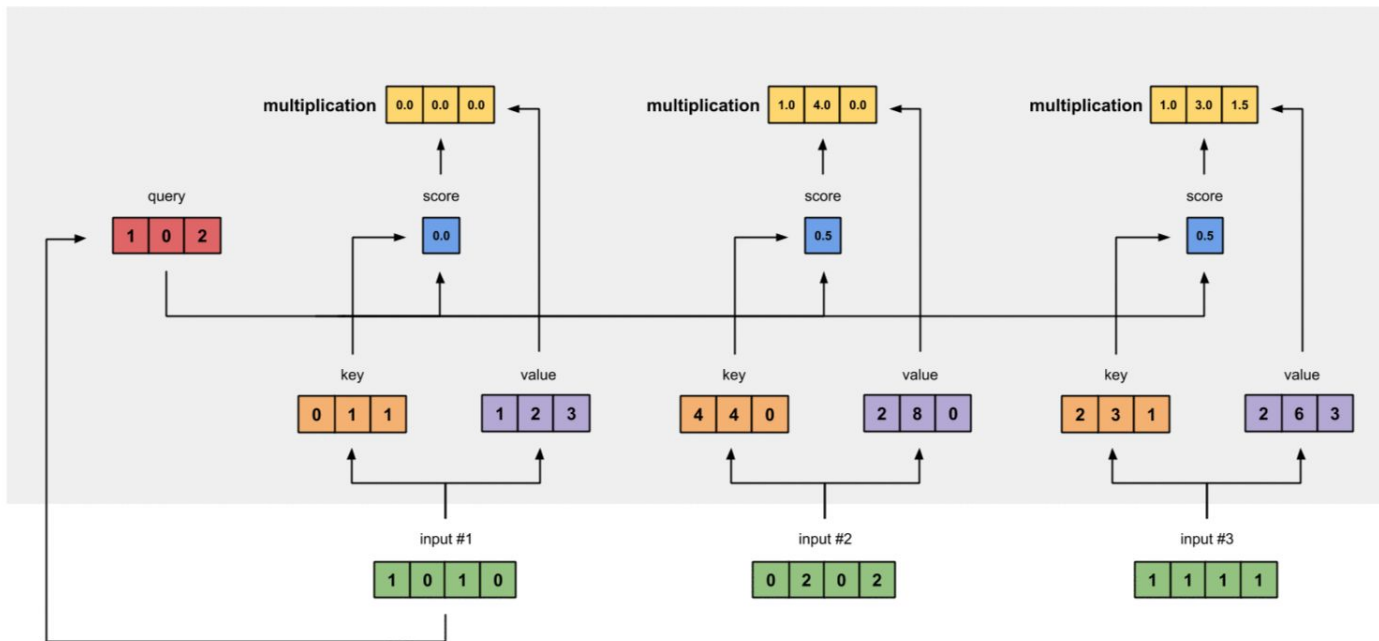 multiplication 0.0 0.0 0.0 multiplication 1.0 4.0 0.0 multiplication 1.0 3.0 1.5
query score score score
1 0 2 0.0 0.5 0.5
key value key value key value
0 1 1 1 2 3 4 4 0 2 8 0 2 3 1 2 6 3
input #1 input #2 input #3
1 0 1 0 0 2 0 2 1 1 1 1